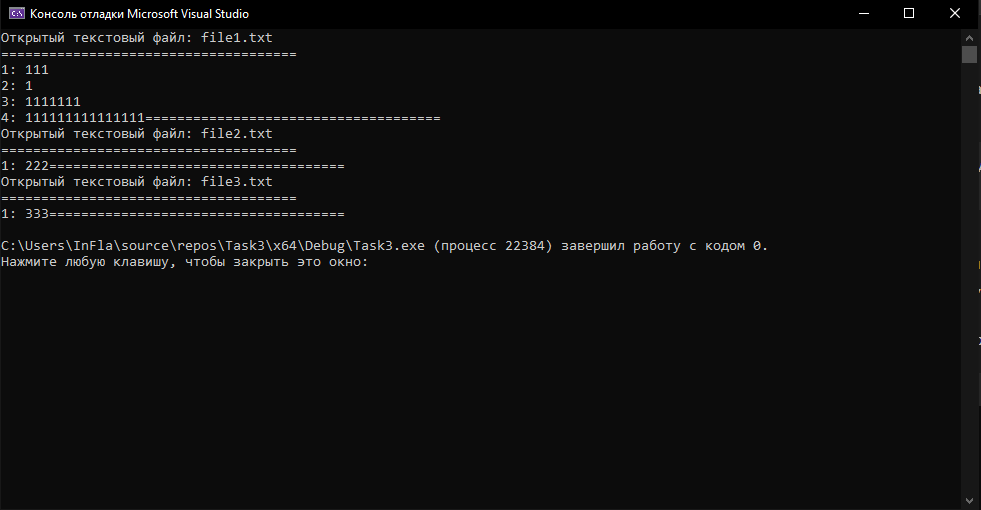 Консоль отладки Microsoft Visual Studio
Открытый текстовый файл: file1.txt
=====================================
1: 111
2: 1
3: 1111111
4: 111111111111111=====================================
Открытый текстовый файл: file2.txt
=====================================
1: 222=====================================
Открытый текстовый файл: file3.txt
=====================================
1: 333=====================================
C:\Users\InFla\source\repos\Task3\x64\Debug\Task3.exe (процесс 22384) завершил работу с кодом 0.
Нажмите любую клавишу, чтобы закрыть это окно: